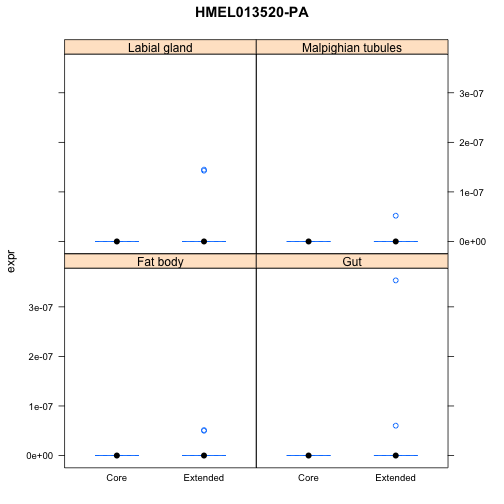 HMEL013520-PA
Labial gland
Malpighian tubules
3e-07
2e-07
1e-07
0e+00
expr
Fat body
Gut
3e-07
2e-07
1e-07
0e+00
Core
Extended
Core
Extended